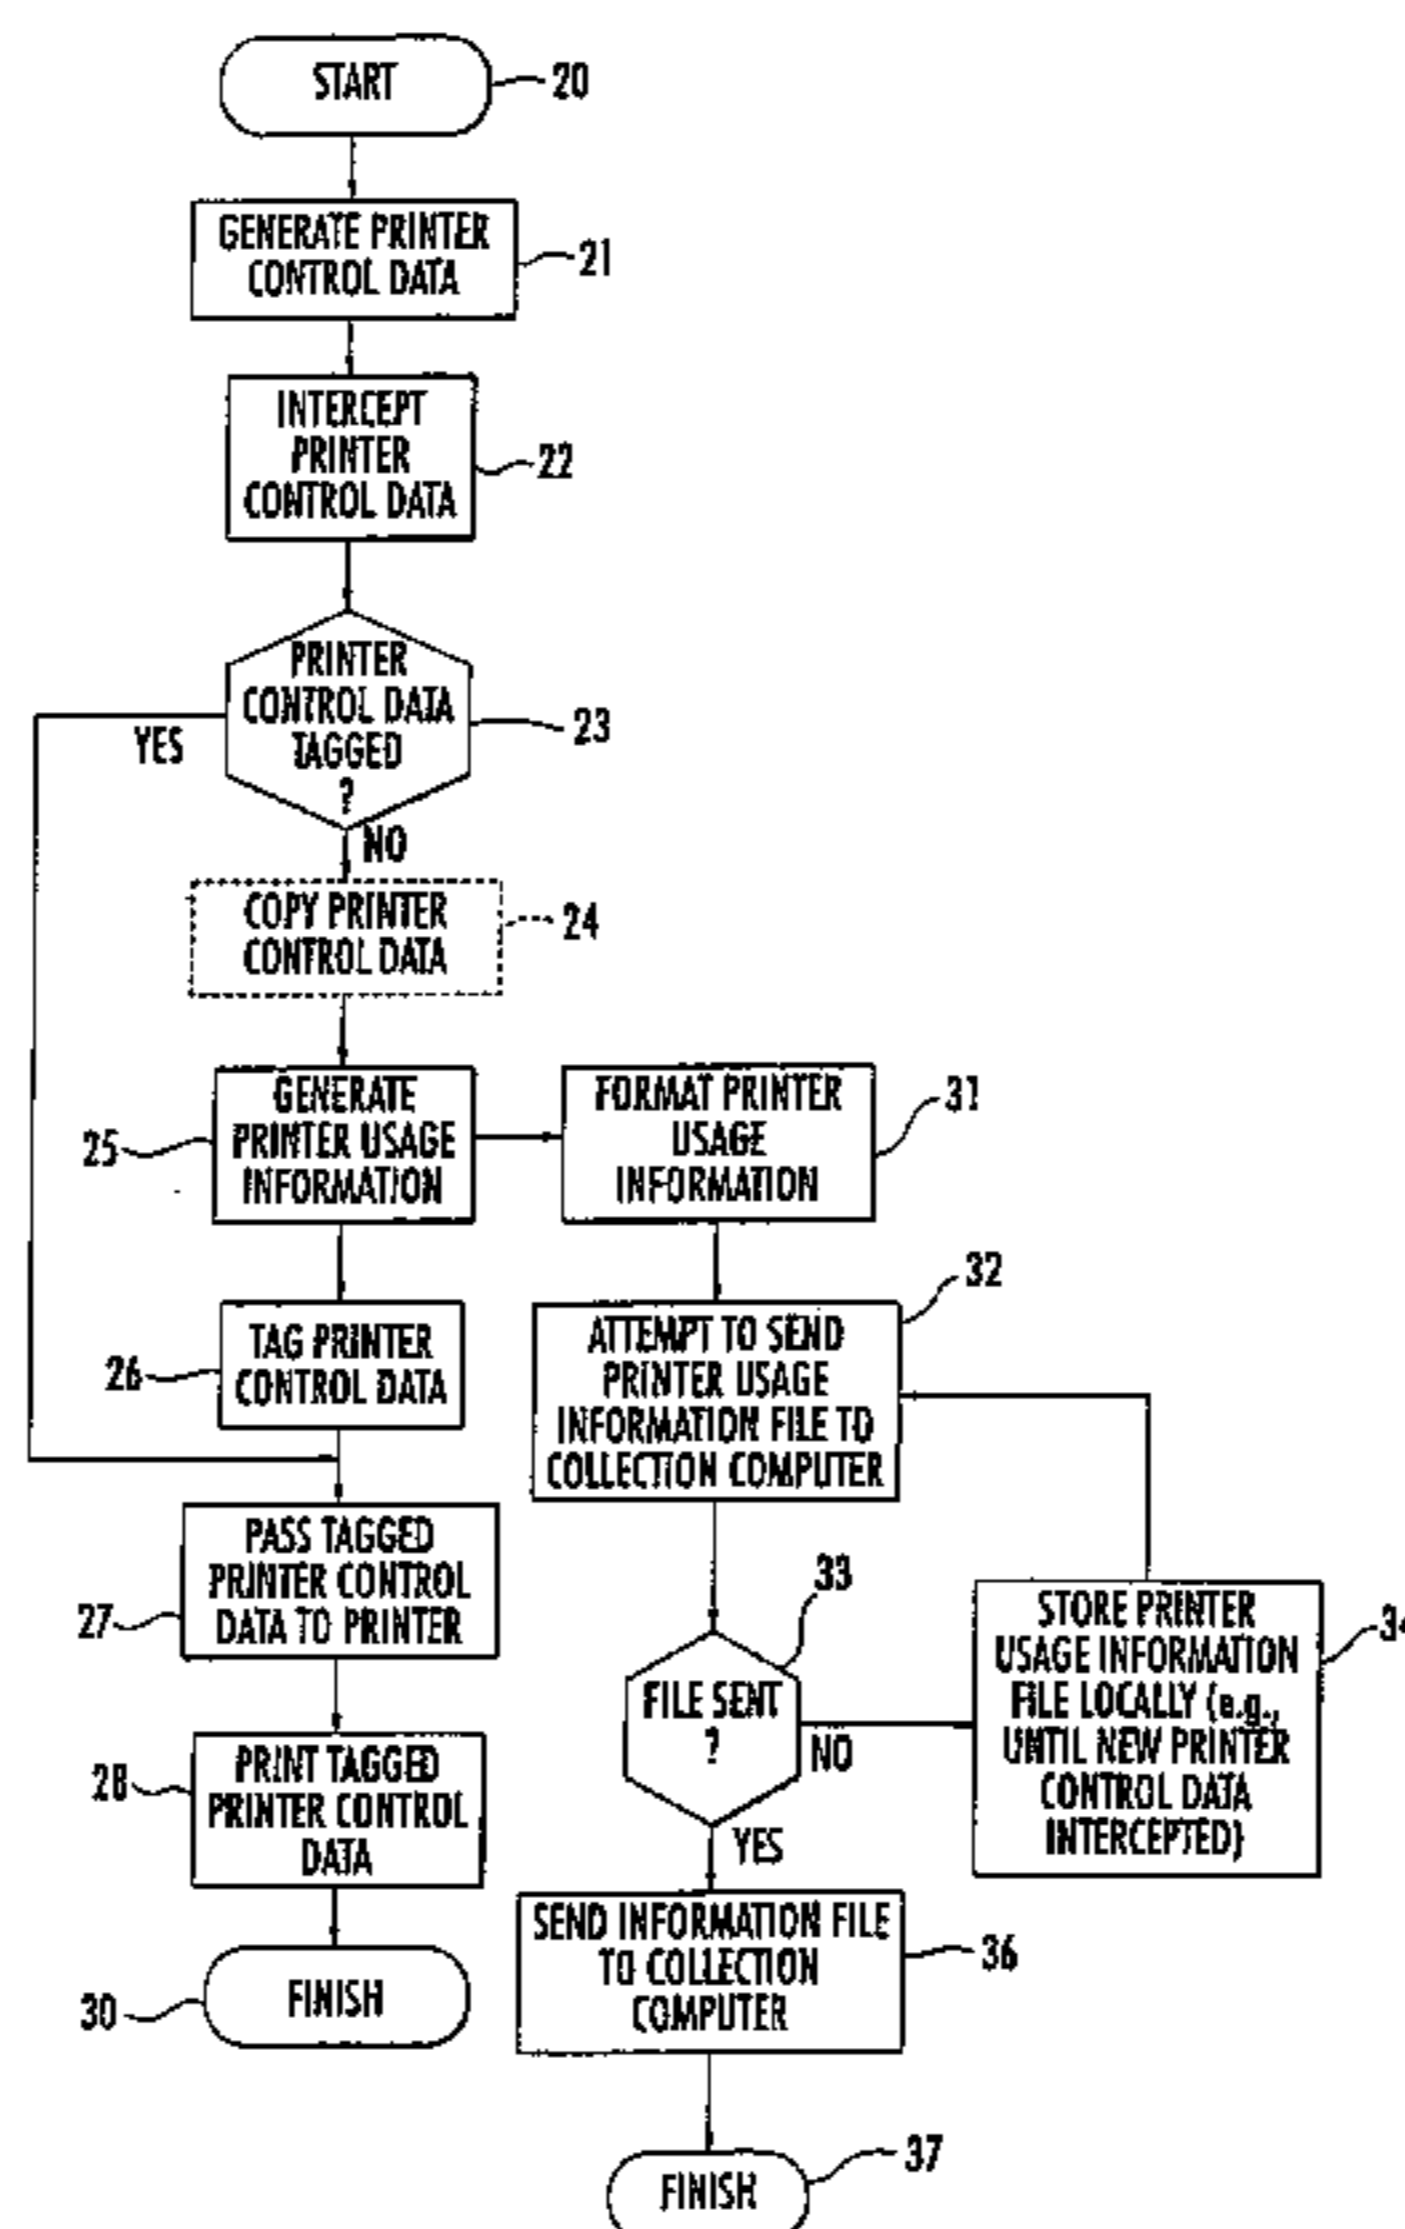 START
20
GENERATE PRINTER
CONTROL DATA
21
INTERCEPT
PRINTER
CONTROL DATA
22
PRINTER
CONTROL DATA
TAGGED
?
23
YES
NO
COPY PRINTER
CONTROL DATA
24
GENERATE
PRINTER USAGE
INFORMATION
25
FORMAT PRINTER
USAGE
INFORMATION
31
TAG PRINTER
CONTROL DATA
26
ATTEMPT TO SEND
PRINTER USAGE
INFORMATION FILE TO
COLLECTION COMPUTER
32
PASS TAGGED
PRINTER CONTROL
DATA TO PRINTER
27
FILE SENT
?
33
NO
YES
STORE PRINTER
USAGE INFORMATION
FILE LOCALLY (e.g.,
UNTIL NEW PRINTER
CONTROL DATA
INTERCEPTED)
34
PRINT TAGGED
PRINTER CONTROL
DATA
28
SEND INFORMATION FILE
TO COLLECTION
COMPUTER
36
FINISH
30
FINISH
37